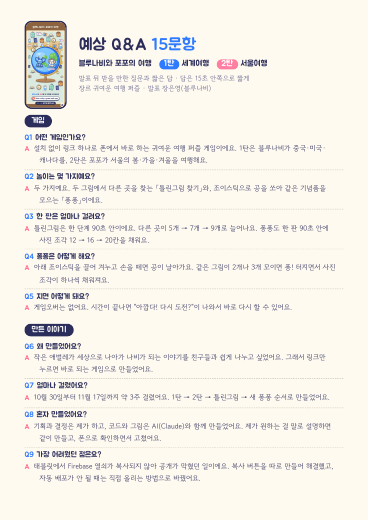 예상 Q&A 15문항
블루나비와 포포의 여행 1탄 세계여행 2탄 서울여행
발표 뒤 받을 만한 질문과 짧은 답 · 답은 15초 안쪽으로 짧게
장르 귀여운 여행 퍼즐 · 발표 장은영(블루나비)
게임
Q1 어떤 게임인가요?
A 설치 없이 링크 하나로 폰에서 바로 하는 귀여운 여행 퍼즐 게임이에요. 1탄은 블루나비가 중국·미국·
캐나다를, 2탄은 포포가 서울의 봄·가을·겨울을 여행해요.
Q2 놀이는 몇 가지예요?
A 두 가지예요. 두 그림에서 다른 곳을 찾는 「틀린그림 찾기」와, 조이스틱으로 공을 쏘아 같은 기념품을
모으는 「퐁퐁」이에요.
Q3 한 판은 얼마나 걸려요?
A 틀린그림은 한 단계 90초 안이에요. 다른 곳이 5개 → 7개 → 9개로 늘어나요. 퐁퐁도 한 판 90초 안에
사진 조각 12 → 16 → 20칸을 채워요.
Q4 퐁퐁은 어떻게 해요?
A 아래 조이스틱을 끌어 겨누고 손을 떼면 공이 날아가요. 같은 그림이 2개나 3개 모이면 퐁! 터지면서 사진
조각이 하나씩 채워져요.
Q5 지면 어떻게 돼요?
A 게임오버는 없어요. 시간이 끝나면 "아깝다! 다시 도전?"이 나와서 바로 다시 할 수 있어요.
만든 이야기
Q6 왜 만들었어요?
A 작은 애벌레가 세상으로 나아가 나비가 되는 이야기를 친구들과 쉽게 나누고 싶었어요. 그래서 링크만
누르면 바로 되는 게임으로 만들었어요.
Q7 얼마나 걸렸어요?
A 10월 30일부터 11월 17일까지 약 3주 걸렸어요. 1탄 → 2탄 → 틀린그림 → 새 퐁퐁 순서로 만들었어요.
Q8 혼자 만들었어요?
A 기획과 결정은 제가 하고, 코드와 그림은 AI(Claude)와 함께 만들었어요. 제가 원하는 걸 말로 설명하면
같이 만들고, 폰으로 확인하면서 고쳤어요.
Q9 가장 어려웠던 점은요?
A 태블릿에서 Firebase 열쇠가 복사되지 않아 공개가 막혔던 일이에요. 복사 버튼을 따로 만들어 해결했고,
자동 배포가 안 될 때는 직접 올리는 방법으로 바꿨어요.